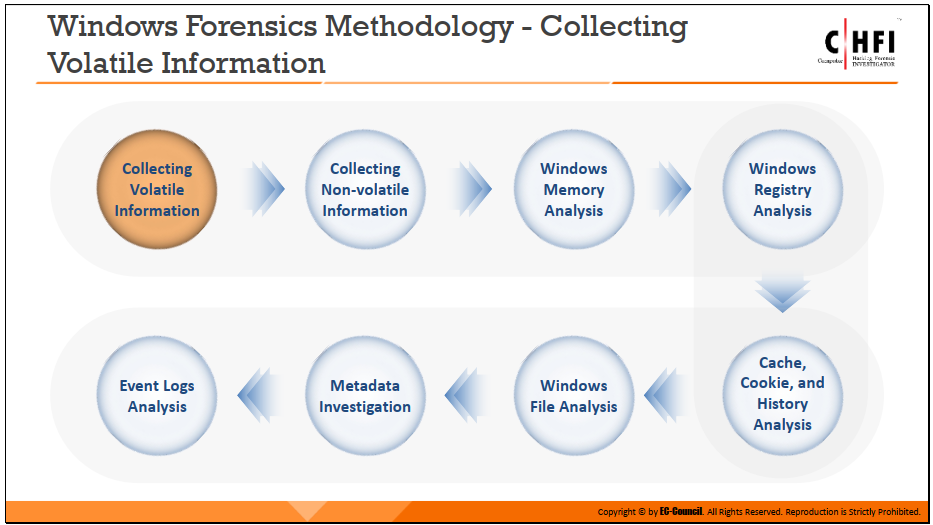 Windows Forensics Methodology - Collecting
Volatile Information
C HFI
Computer Hacking Forensic
INVESTIGATOR
Collecting
Volatile
Information
Collecting
Non-volatile
Information
Windows
Memory
Analysis
Windows
Registry
Analysis
Cache,
Cookie, and
History
Analysis
Windows
File Analysis
Metadata
Investigation
Event Logs
Analysis
Copyright © by EC-Council. All Rights Reserved. Reproduction is Strictly Prohibited.